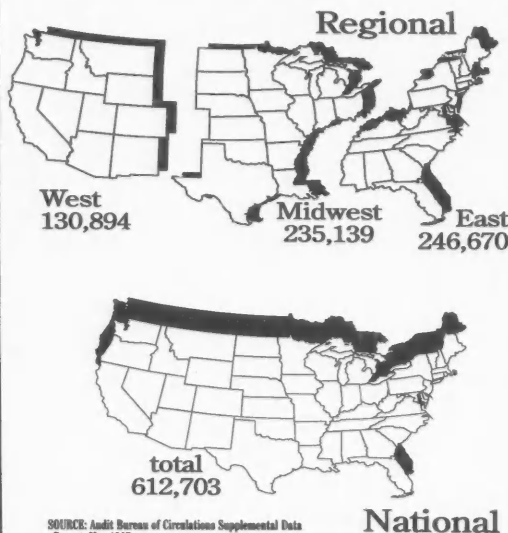 Regional
West
130,894
Midwest
235,139
East
246,670
total
612,703
National
SOURCE: Audit Bureau of Circulations Supplemental Data